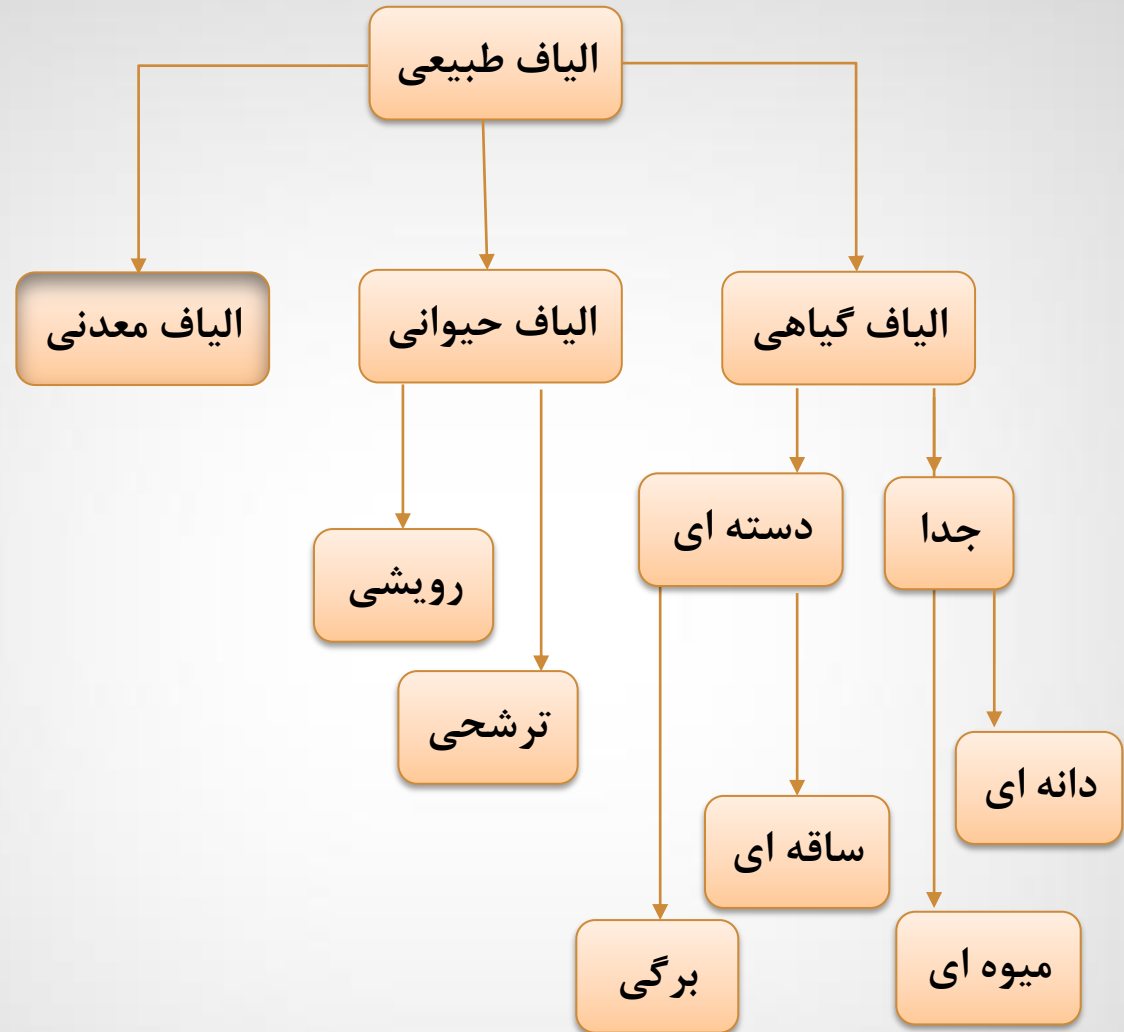 الیاف طبیعی
الیاف گیاهی
الیاف حیوانی
الیاف معدنی
جدا
دسته ای
رویشی
ترشحی
دانه ای
ساقه ای
میوه ای
برگی